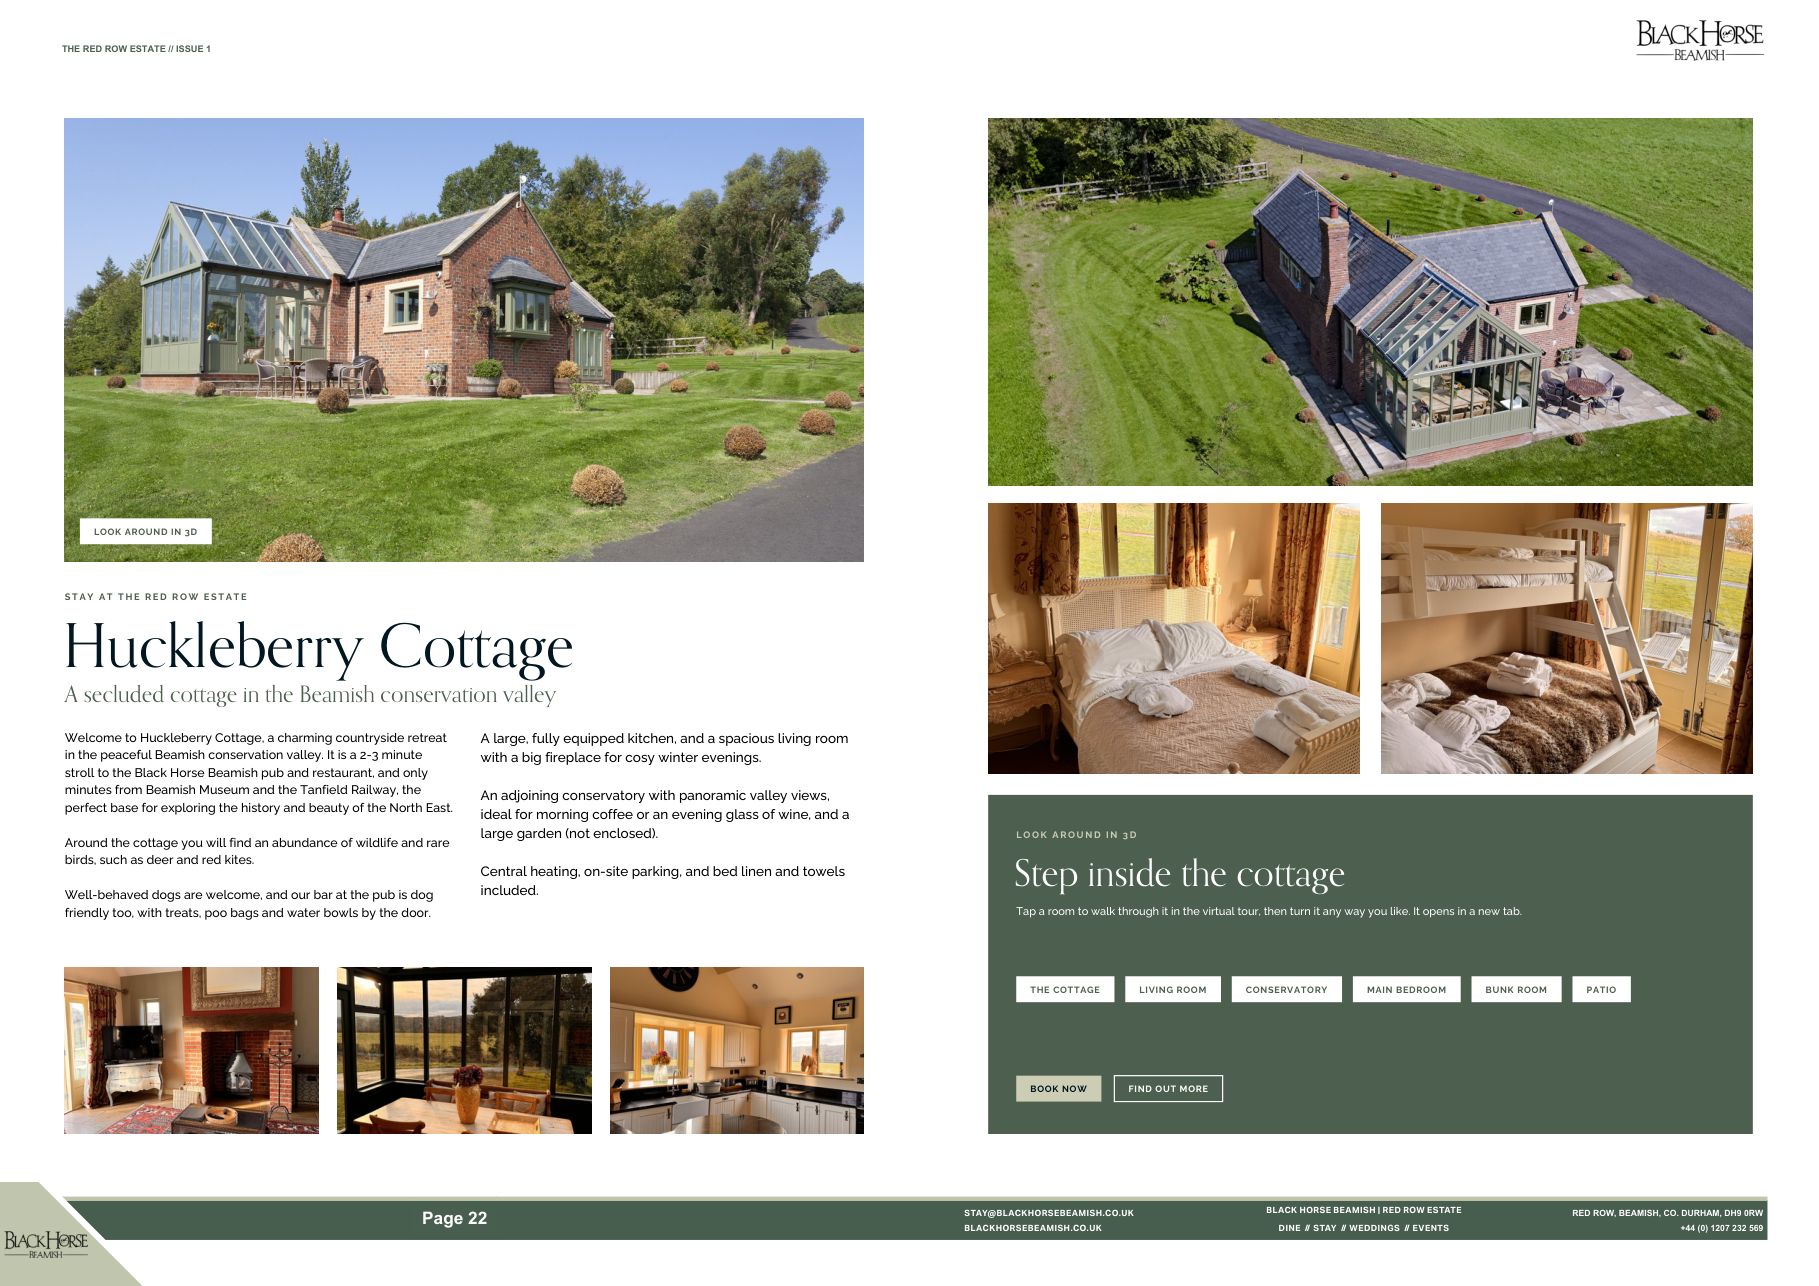 THE RED ROW ESTATE // ISSUE 1
BLACK HORSE
BEAMISH
LOOK AROUND IN 3D
STAY AT THE RED ROW ESTATE
Huckleberry Cottage
A secluded cottage in the Beamish conservation valley
Welcome to Huckleberry Cottage, a charming countryside retreat
in the peaceful Beamish conservation valley. It is a 2-3 minute
stroll to the Black Horse Beamish pub and restaurant, and only
minutes from Beamish Museum and the Tanfield Railway, the
perfect base for exploring the history and beauty of the North East.
Around the cottage you will find an abundance of wildlife and rare
birds, such as deer and red kites.
Well-behaved dogs are welcome, and our bar at the pub is dog
friendly too, with treats, poo bags and water bowls by the door.
A large, fully equipped kitchen, and a spacious living room
with a big fireplace for cosy winter evenings.
An adjoining conservatory with panoramic valley views,
ideal for morning coffee or an evening glass of wine, and a
large garden (not enclosed).
Central heating, on-site parking, and bed linen and towels
included.
LOOK AROUND IN 3D
Step inside the cottage
Tap a room to walk through it in the virtual tour, then turn it any way you like. It opens in a new tab.
THE COTTAGE
LIVING ROOM
CONSERVATORY
MAIN BEDROOM
BUNK ROOM
PATIO
BOOK NOW
FIND OUT MORE
BLACK HORSE
BEAMISH
Page 22
STAY@BLACKHORSEBEAMISH.CO.UK
BLACKHORSEBEAMISH.CO.UK
BLACK HORSE BEAMISH | RED ROW ESTATE
DINE // STAY // WEDDINGS // EVENTS
RED ROW, BEAMISH, CO. DURHAM, DH9 0RW
+44 (0) 1207 232 569